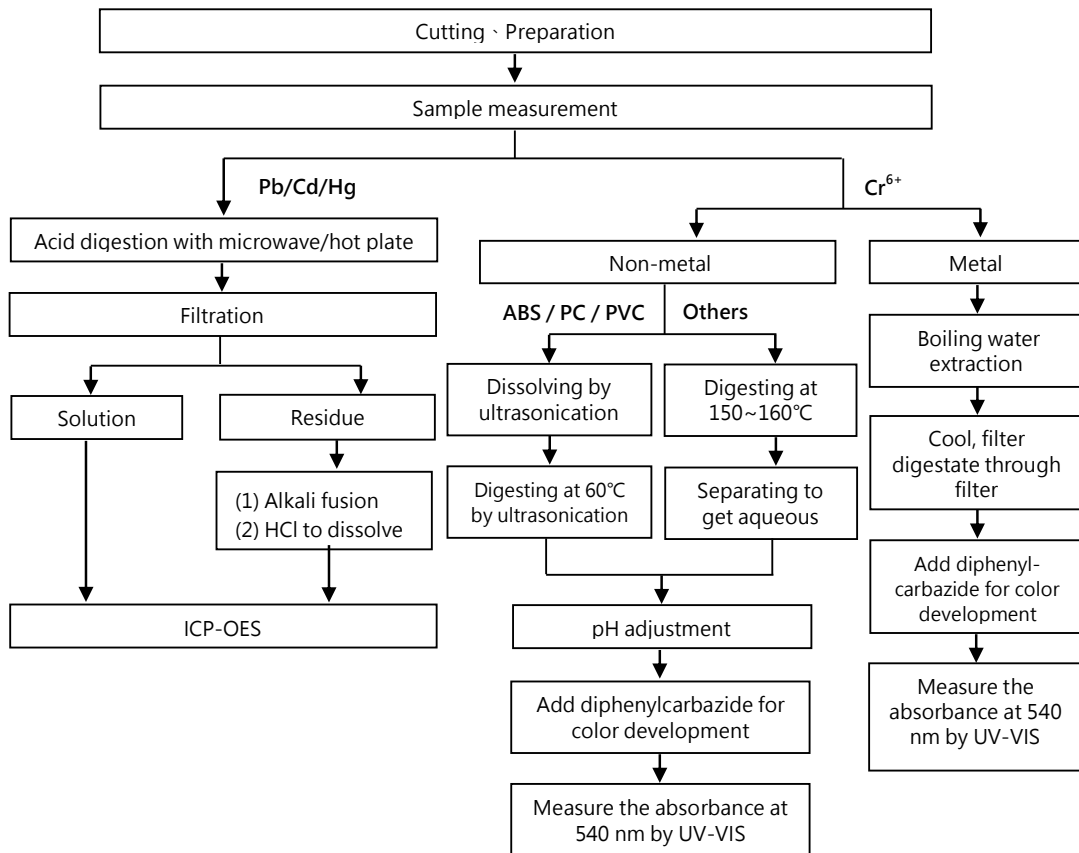 Cutting、Preparation
Sample measurement
Pb/Cd/Hg
Cr⁶⁺
Acid digestion with microwave/hot plate
Filtration
Solution
Residue
(1) Alkali fusion
(2) HCl to dissolve
ICP-OES
Non-metal
ABS / PC / PVC
Others
Dissolving by
ultrasonication
Digesting at 60℃
by ultrasonication
Digesting at
150~160℃
Separating to
get aqueous
pH adjustment
Add diphenylcarbazide for
color development
Measure the absorbance at
540 nm by UV-VIS
Metal
Boiling water
extraction
Cool, filter
digestate through
filter
Add diphenyl-
carbazide for color
development
Measure the
absorbance at 540
nm by UV-VIS